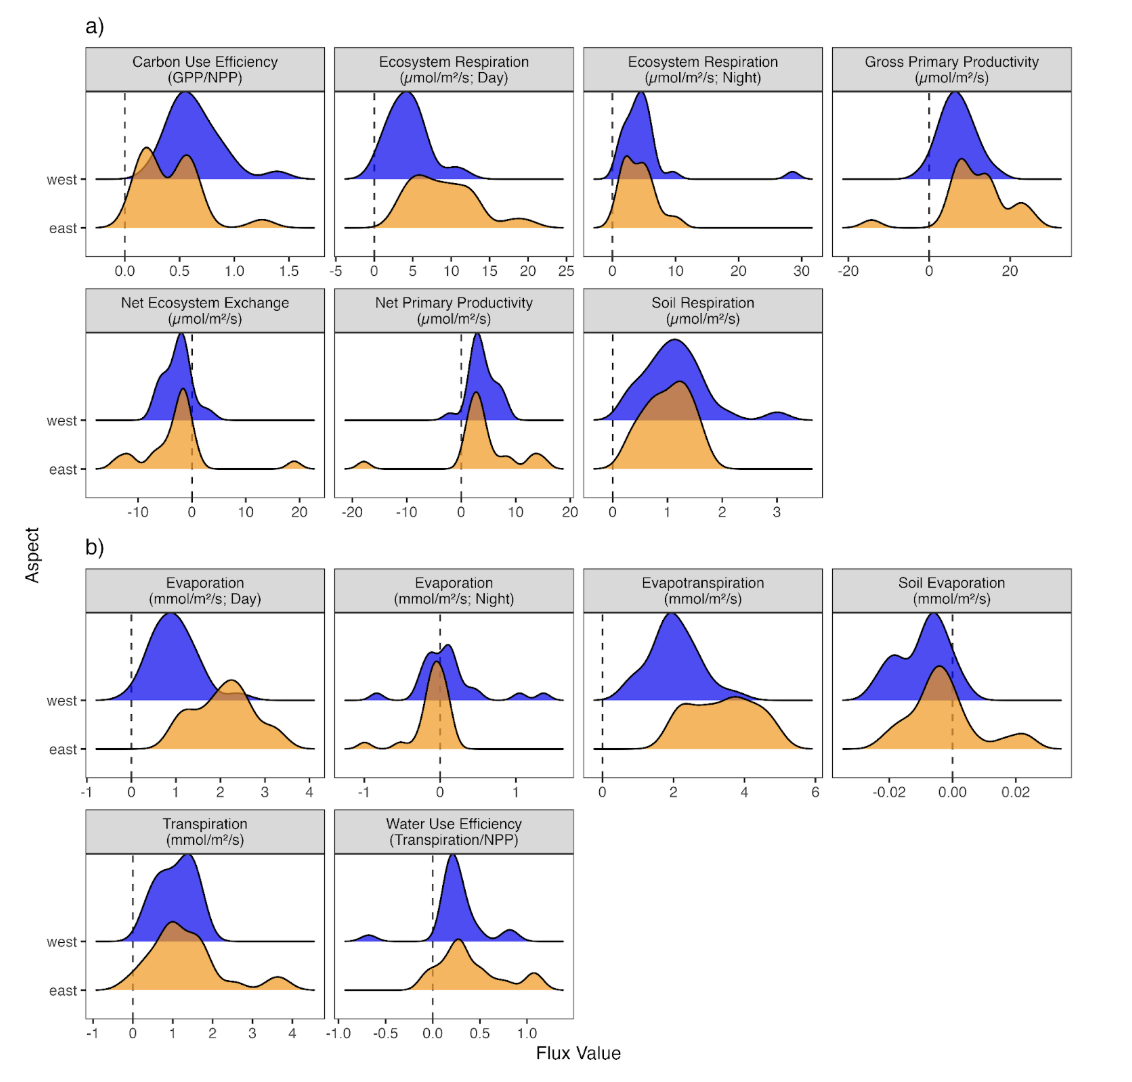 a)
Carbon Use Efficiency
(GPP/NPP)
Ecosystem Respiration
(µmol/m²/s; Day)
Ecosystem Respiration
(µmol/m²/s; Night)
Gross Primary Productivity
(µmol/m²/s)
west
east
0.0 0.5 1.0 1.5
-5 0 5 10 15 20 25
0 10 20 30
-20 0 20
Net Ecosystem Exchange
(µmol/m²/s)
Net Primary Productivity
(µmol/m²/s)
Soil Respiration
(µmol/m²/s)
west
east
-10 0 10 20
-20 -10 0 10 20
0 1 2 3
Aspect
b)
Evaporation
(mmol/m²/s; Day)
Evaporation
(mmol/m²/s; Night)
Evapotranspiration
(mmol/m²/s)
Soil Evaporation
(mmol/m²/s)
west
east
-1 0 1 2 3 4
-1 0 1
0 2 4 6
-0.02 0.00 0.02
Transpiration
(mmol/m²/s)
Water Use Efficiency
(Transpiration/NPP)
west
east
-1 0 1 2 3 4
-1.0 -0.5 0.0 0.5 1.0
Flux Value